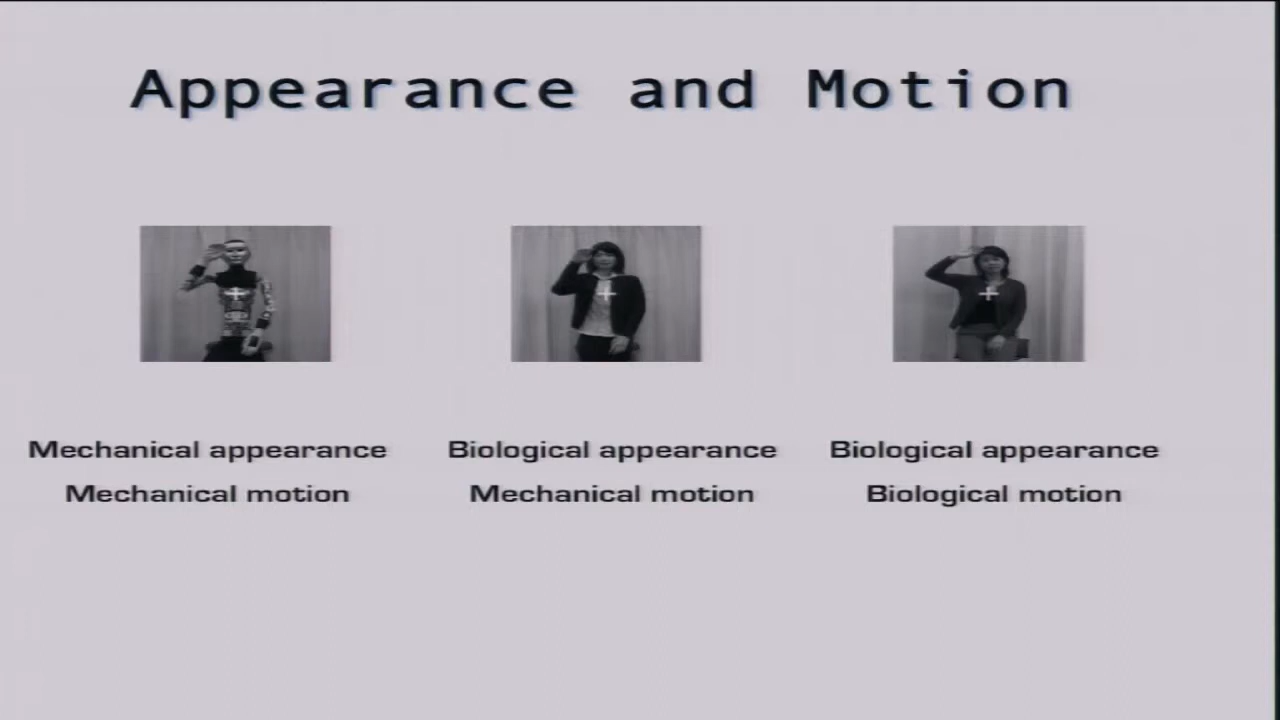 Appearance and Motion
Mechanical appearance
Mechanical motion
Biological appearance
Mechanical motion
Biological appearance
Biological motion